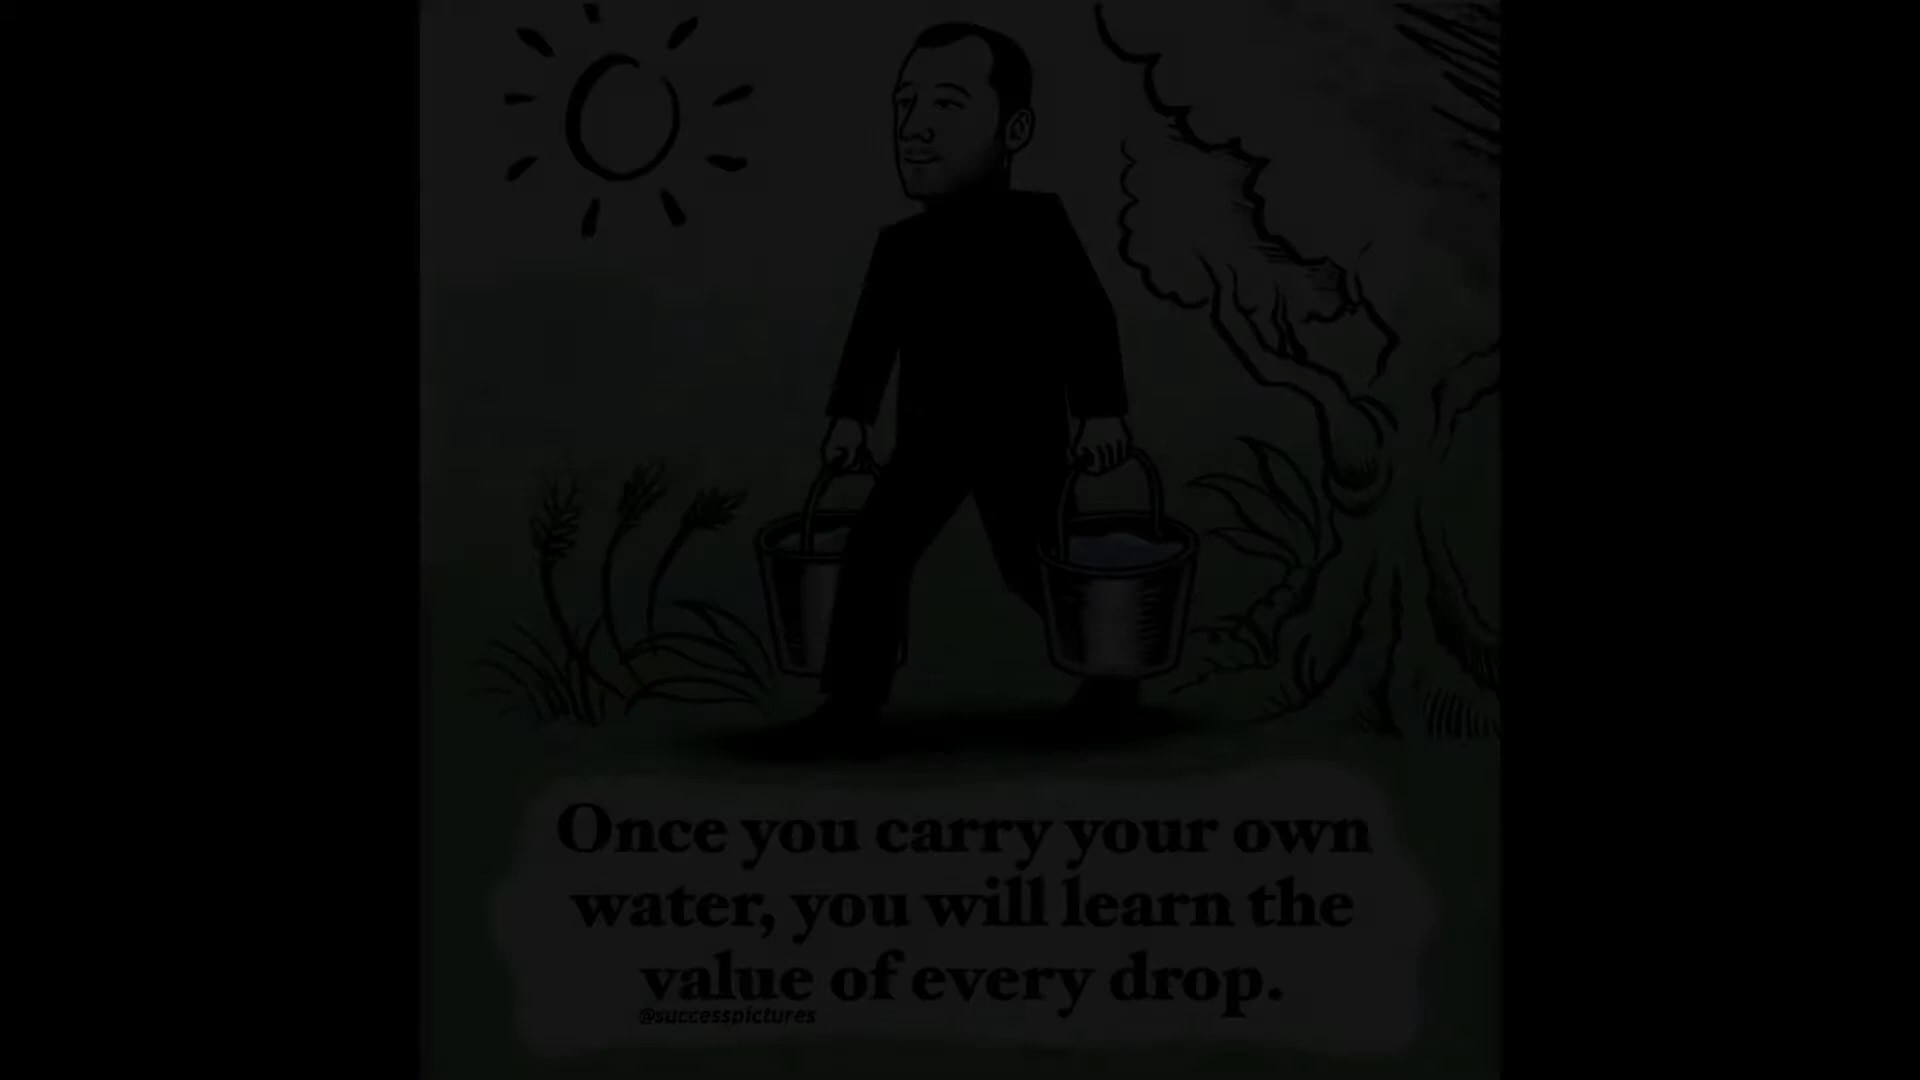 Once you carry your own
water, you will learn the
value of every drop.
@successpictures